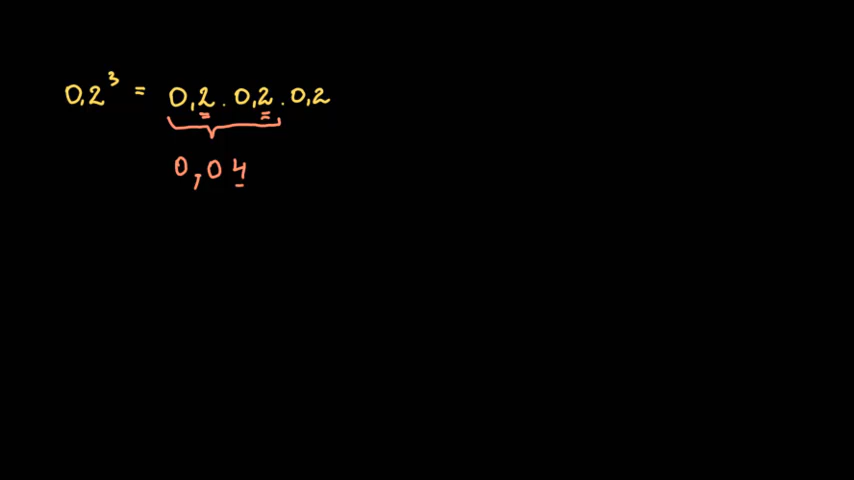 0,2³ = 0,2 . 0,2 . 0,2
0,04